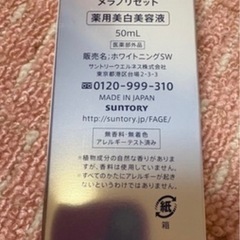 メラノリセット
薬用美白美容液
50mL
医薬部外品
販売名:ホワイトニングSW
サントリーウエルネス株式会社
東京都港区台場2-3-3
0120-999-310
MADE IN JAPAN
SUNTORY
http://suntory.jp/FAGE/
無香料・無着色
アレルギーテスト済み
*植物成分の自然な香りがありま
すが、香料は使用していません。
*すべてのかたにアレルギーが起き
ないというわけではありません。
紙
箱